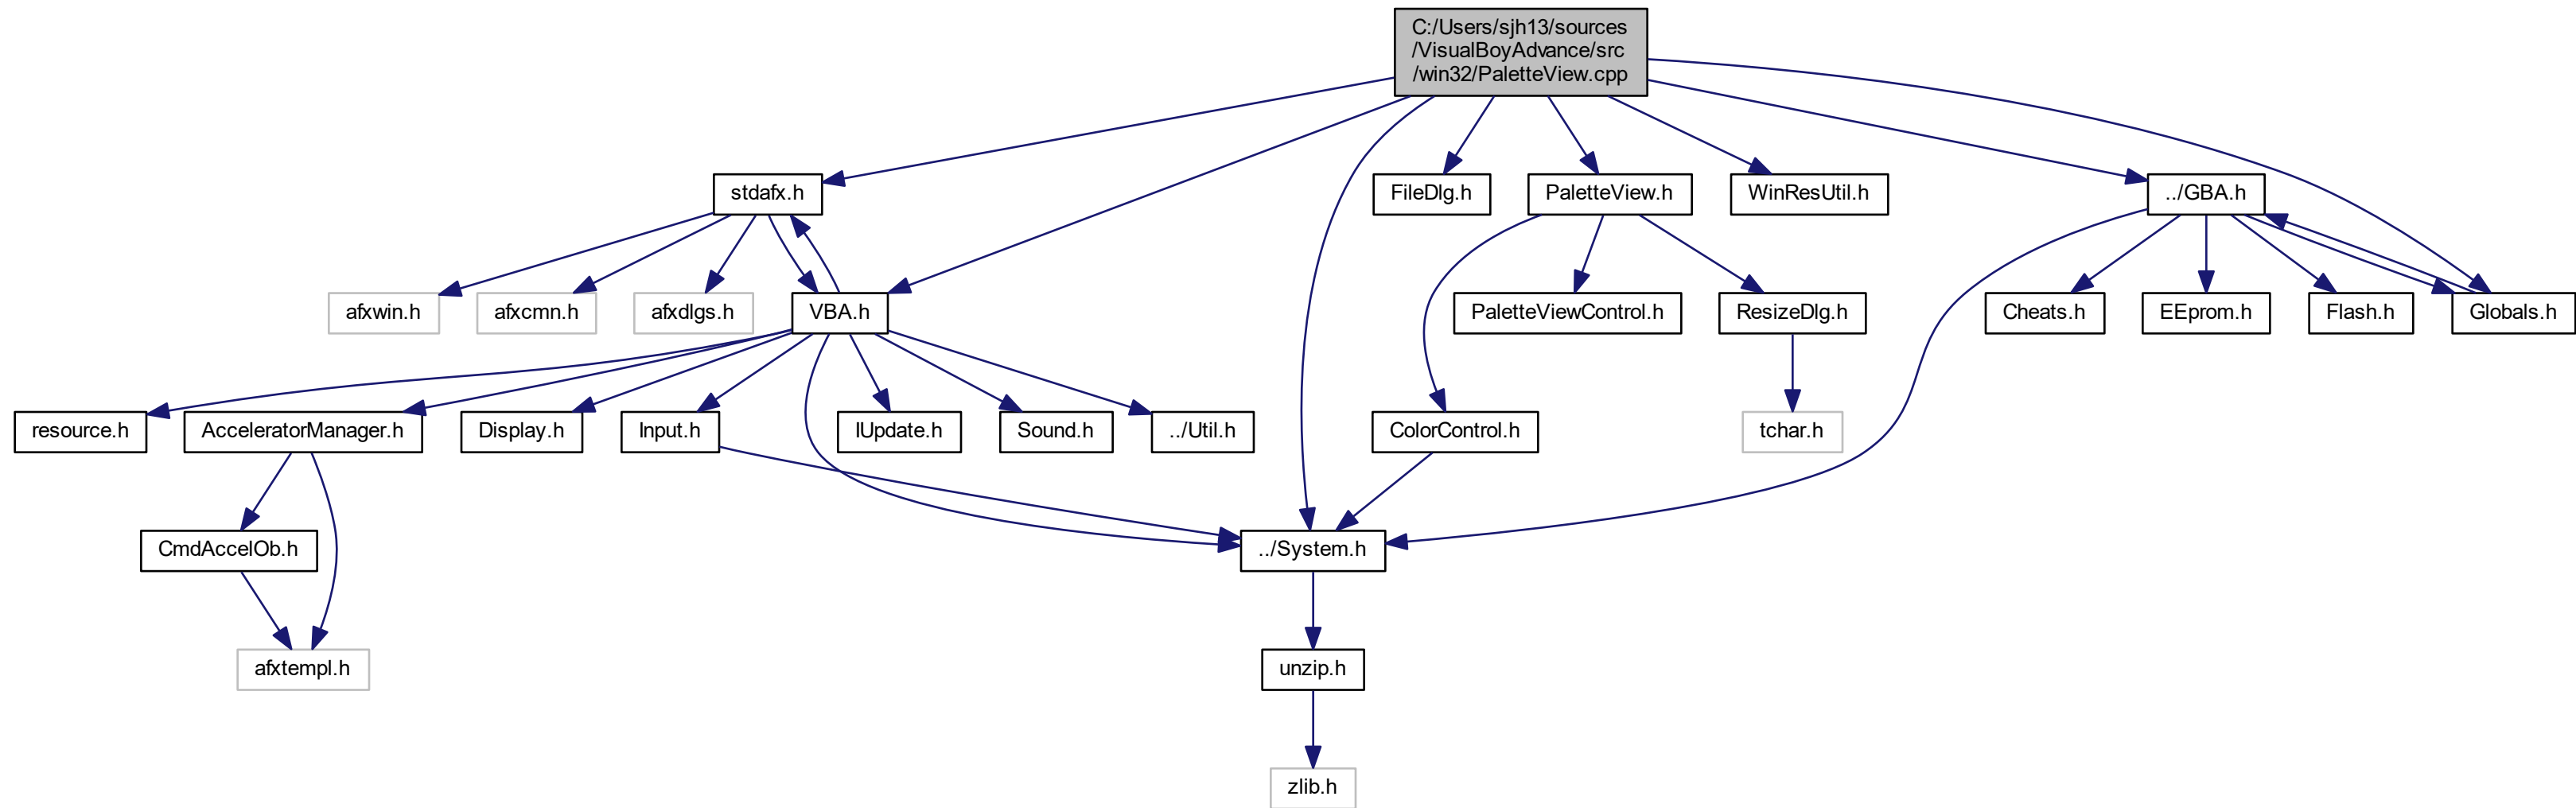 C:/Users/sjh13/sources
/VisualBoyAdvance/src
/win32/PaletteView.cpp
stdafx.h
FileDlg.h
PaletteView.h
WinResUtil.h
../GBA.h
afxwin.h
afxcmn.h
afxdlgs.h
VBA.h
PaletteViewControl.h
ResizeDlg.h
Cheats.h
EEprom.h
Flash.h
Globals.h
resource.h
AcceleratorManager.h
Display.h
Input.h
IUpdate.h
Sound.h
../Util.h
ColorControl.h
tchar.h
CmdAccelOb.h
../System.h
afxtempl.h
unzip.h
zlib.h